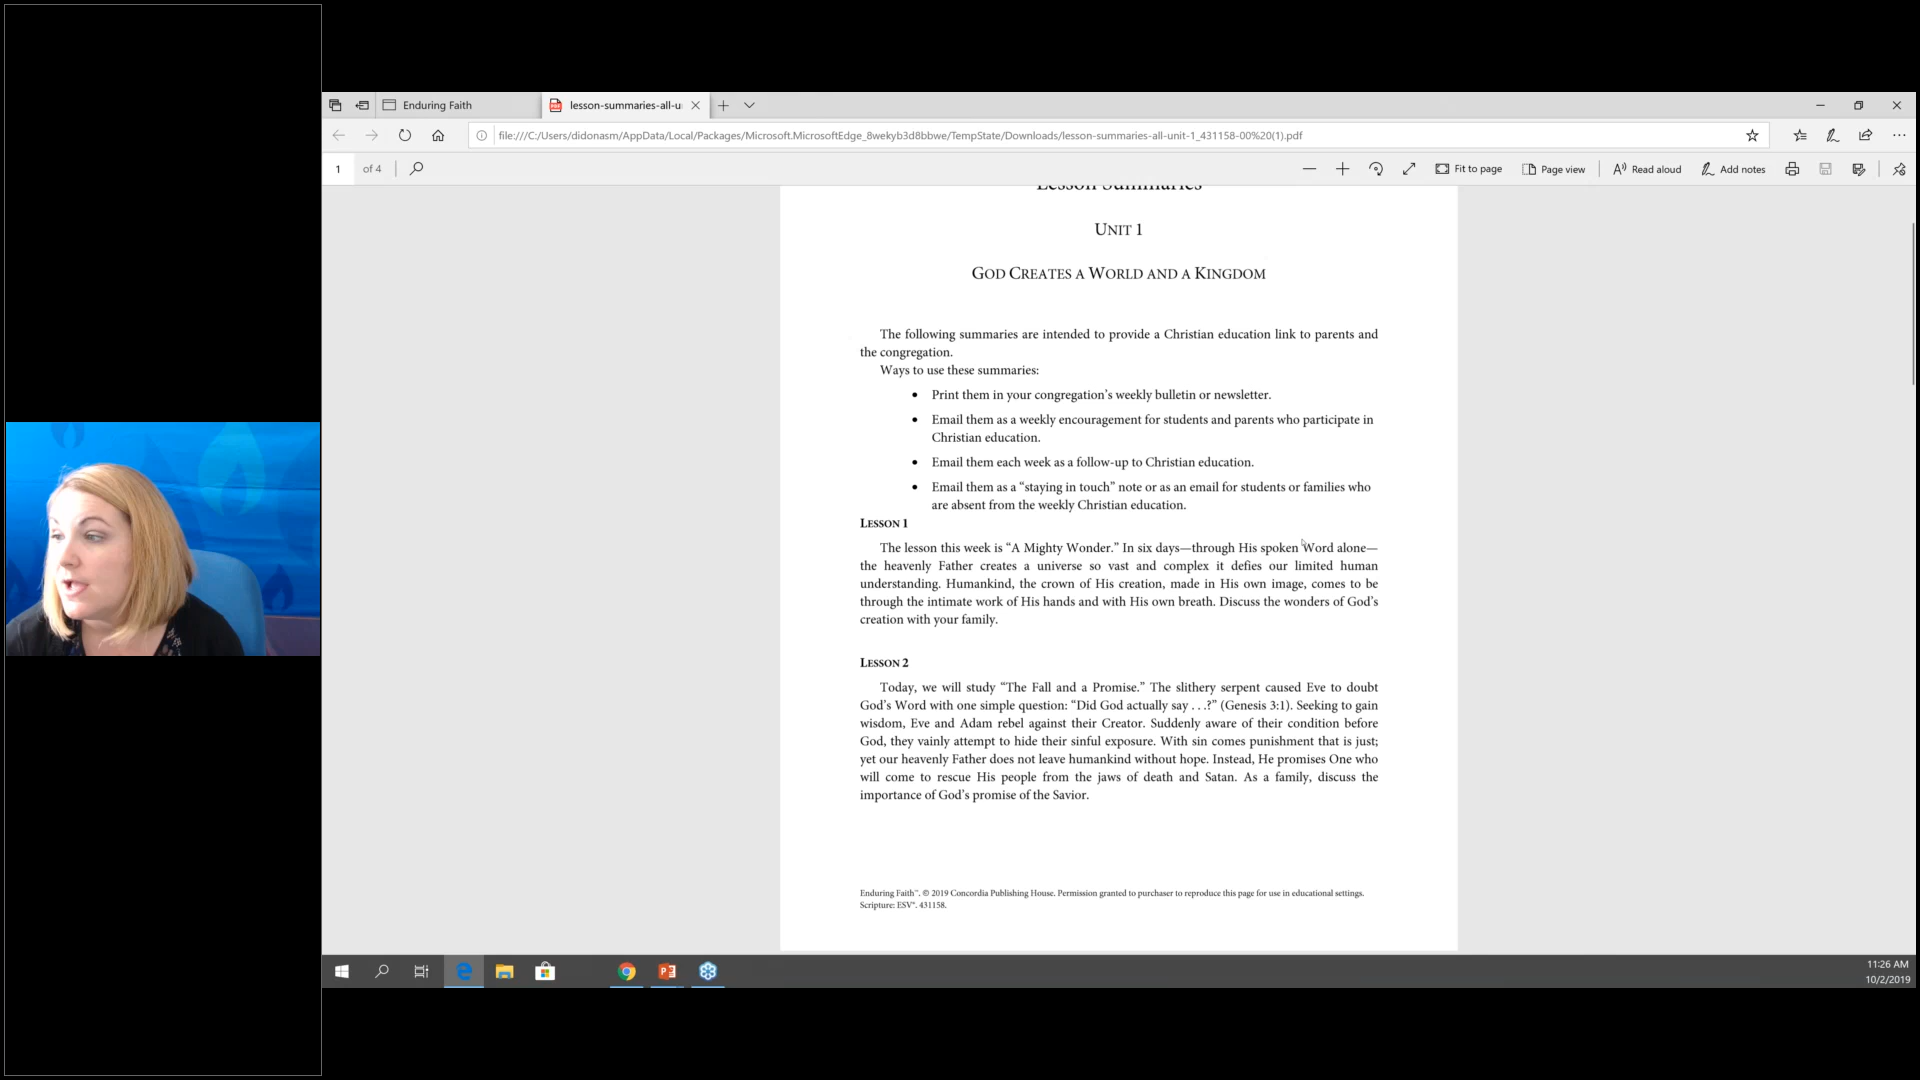 Enduring Faith
lesson-summaries-all-u
file:///C:/Users/didonasm/AppData/Local/Packages/Microsoft.MicrosoftEdge_8wekyb3d8bbwe/TempState/Downloads/lesson-summaries-all-unit-1_431158-00%20(1).pdf
1 of 4
Fit to page
Page view
Read aloud
Add notes
Lesson Summaries
UNIT 1
GOD CREATES A WORLD AND A KINGDOM
The following summaries are intended to provide a Christian education link to parents and
the congregation.
Ways to use these summaries:
• Print them in your congregation’s weekly bulletin or newsletter.
• Email them as a weekly encouragement for students and parents who participate in
Christian education.
• Email them each week as a follow-up to Christian education.
• Email them as a “staying in touch” note or as an email for students or families who
are absent from the weekly Christian education.
LESSON 1
The lesson this week is “A Mighty Wonder.” In six days—through His spoken Word alone—
the heavenly Father creates a universe so vast and complex it defies our limited human
understanding. Humankind, the crown of His creation, made in His own image, comes to be
through the intimate work of His hands and with His own breath. Discuss the wonders of God’s
creation with your family.
LESSON 2
Today, we will study “The Fall and a Promise.” The slithery serpent caused Eve to doubt
God’s Word with one simple question: “Did God actually say . . .?” (Genesis 3:1). Seeking to gain
wisdom, Eve and Adam rebel against their Creator. Suddenly aware of their condition before
God, they vainly attempt to hide their sinful exposure. With sin comes punishment that is just;
yet our heavenly Father does not leave humankind without hope. Instead, He promises One who
will come to rescue His people from the jaws of death and Satan. As a family, discuss the
importance of God’s promise of the Savior.
Enduring Faith™. © 2019 Concordia Publishing House. Permission granted to purchaser to reproduce this page for use in educational settings.
Scripture: ESV®. 431158.
11:26 AM
10/2/2019